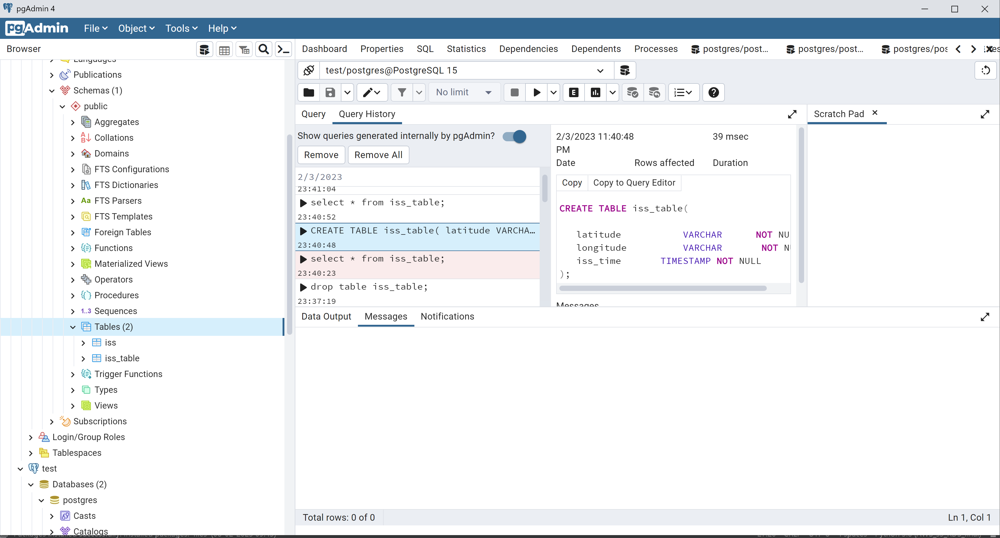 pgAdmin 4
pgAdmin File Object Tools Help
Browser
Languages
Publications
Schemas (1)
public
Aggregates
Collations
Domains
FTS Configurations
FTS Dictionaries
Aa FTS Parsers
FTS Templates
Foreign Tables
Functions
Materialized Views
Operators
Procedures
1..3 Sequences
Tables (2)
iss
iss_table
Trigger Functions
Types
Views
Subscriptions
Login/Group Roles
Tablespaces
test
Databases (2)
postgres
Casts
Catalogs
Dashboard Properties SQL Statistics Dependencies Dependents Processes postgres/post... postgres/post... postgres/pos
test/postgres@PostgreSQL 15
No limit E
Query Query History
Show queries generated internally by pgAdmin?
Remove Remove All
2/3/2023
23:41:04
select * from iss_table;
23:40:52
CREATE TABLE iss_table( latitude VARCHA...
23:40:48
select * from iss_table;
23:40:23
drop table iss_table;
23:37:19
2/3/2023 11:40:48 39 msec
PM
Date Rows affected Duration
Copy Copy to Query Editor
CREATE TABLE iss_table(
latitude VARCHAR NOT NU
longitude VARCHAR NOT N
iss_time TIMESTAMP NOT NULL
);
Messages
Scratch Pad
Data Output Messages Notifications
Total rows: 0 of 0
Ln 1, Col 1